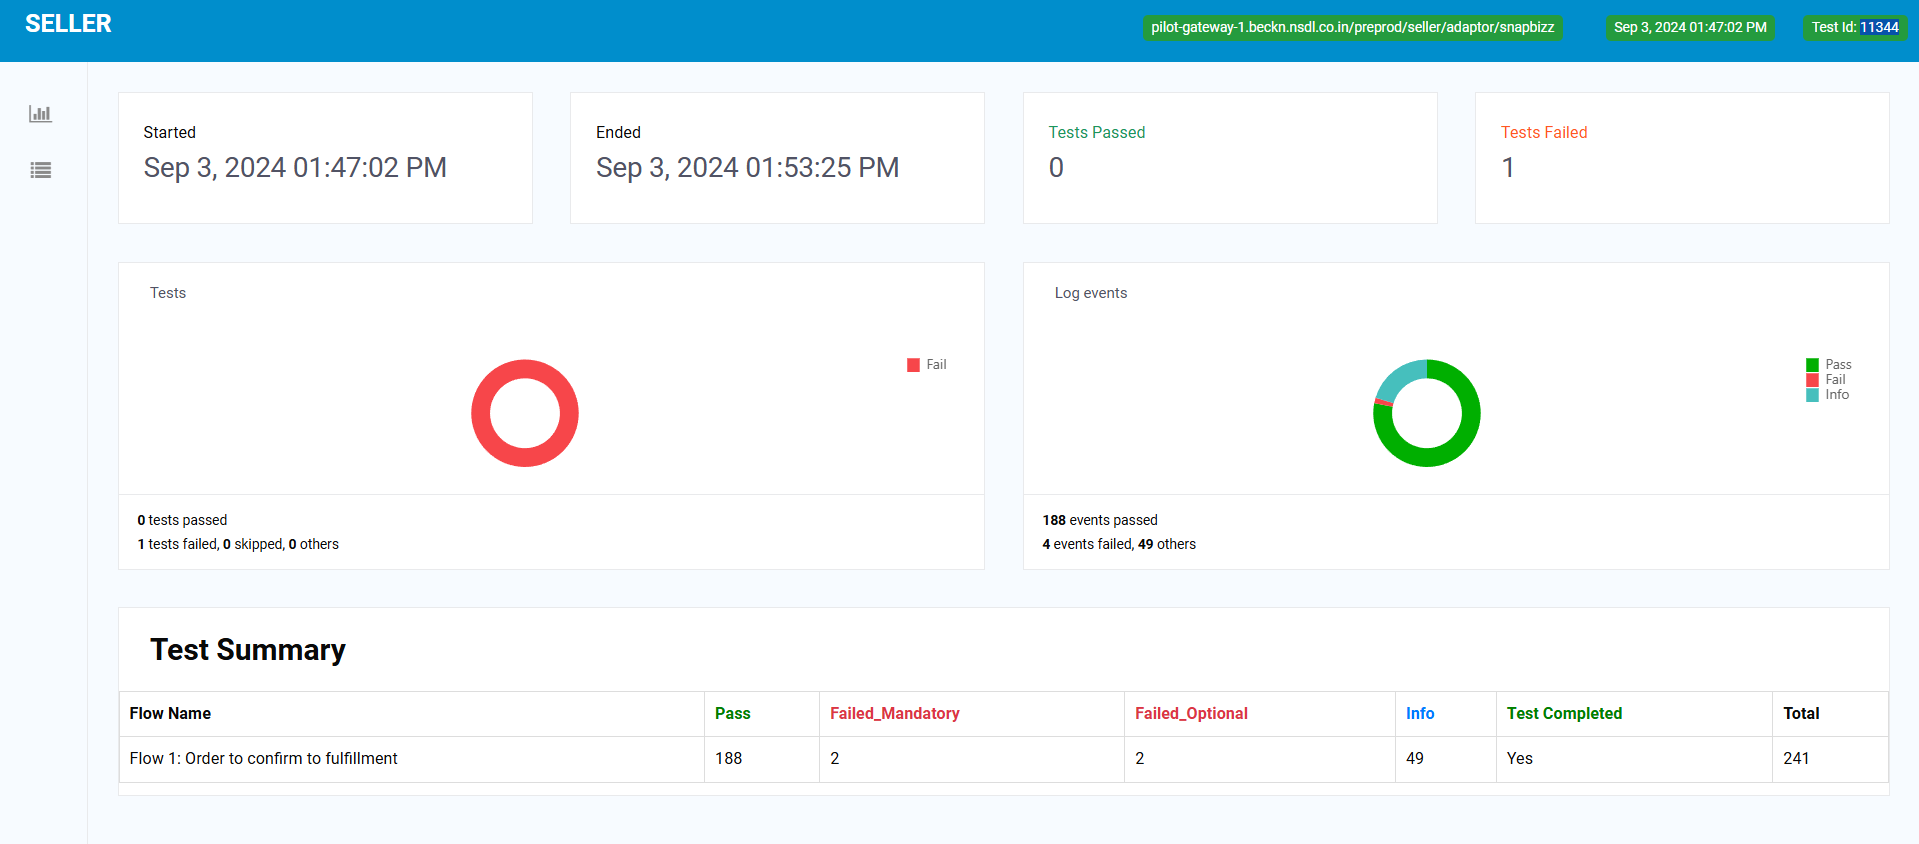 SELLER
pilot-gateway-1.beckn.nsdl.co.in/preprod/seller/adaptor/snapbizz
Sep 3, 2024 01:47:02 PM
Test Id: 11344
Started
Sep 3, 2024 01:47:02 PM
Ended
Sep 3, 2024 01:53:25 PM
Tests Passed
0
Tests Failed
1
Tests
Fail
0 tests passed
1 tests failed, 0 skipped, 0 others
Log events
Pass
Fail
Info
188 events passed
4 events failed, 49 others
Test Summary
Flow Name Pass Failed_Mandatory Failed_Optional Info Test Completed Total
Flow 1: Order to confirm to fulfillment 188 2 2 49 Yes 241